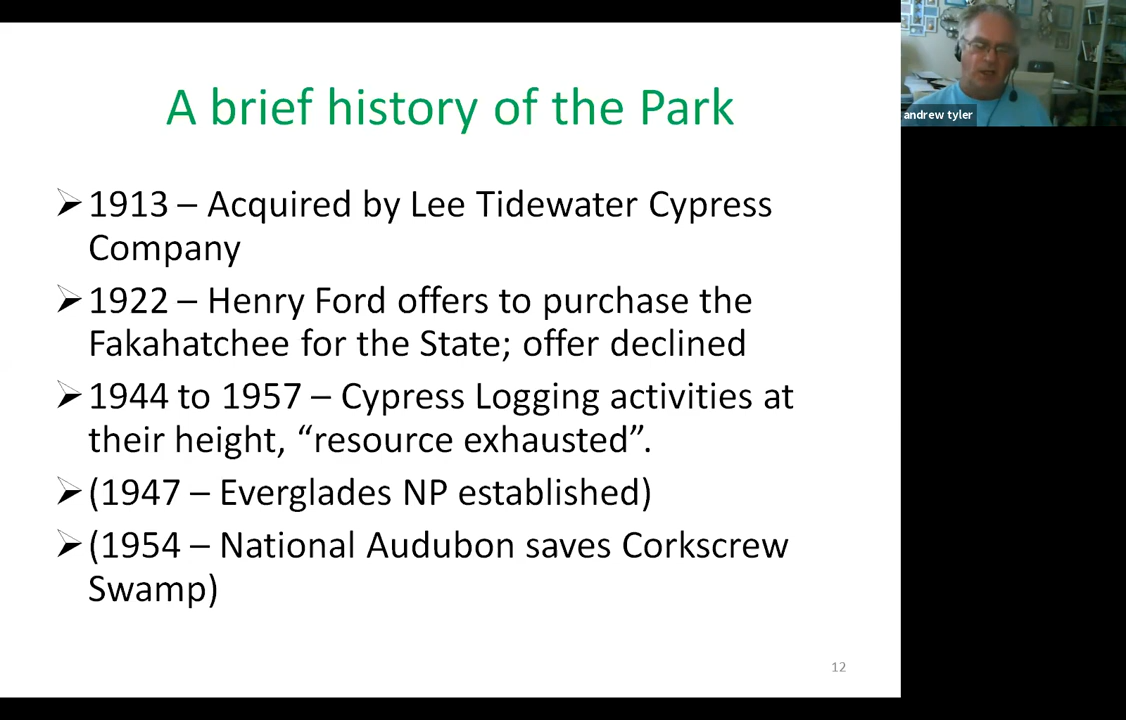 A brief history of the Park
andrew tyler
➢1913 – Acquired by Lee Tidewater Cypress
Company
➢1922 – Henry Ford offers to purchase the
Fakahatchee for the State; offer declined
➢1944 to 1957 – Cypress Logging activities at
their height, “resource exhausted”.
➢(1947 – Everglades NP established)
➢(1954 – National Audubon saves Corkscrew
Swamp)
12